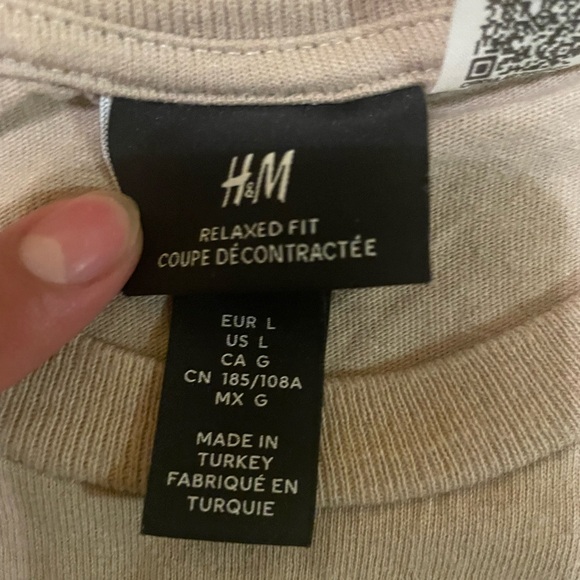 H&M
RELAXED FIT
COUPE DÉCONTRACTÉE
EUR L
US L
CA G
CN 185/108A
MX G
MADE IN
TURKEY
FABRIQUÉ EN
TURQUIE